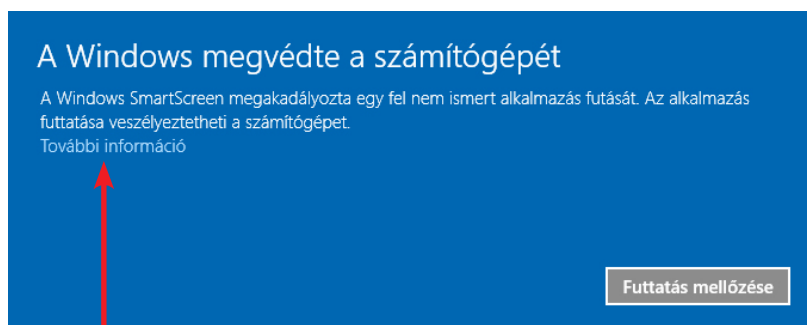 A Windows megvédte a számítógépét
A Windows SmartScreen megakadályozta egy fel nem ismert alkalmazás futását. Az alkalmazás
futtatása veszélyeztetheti a számítógépet.
További információ
Futtatás mellőzése